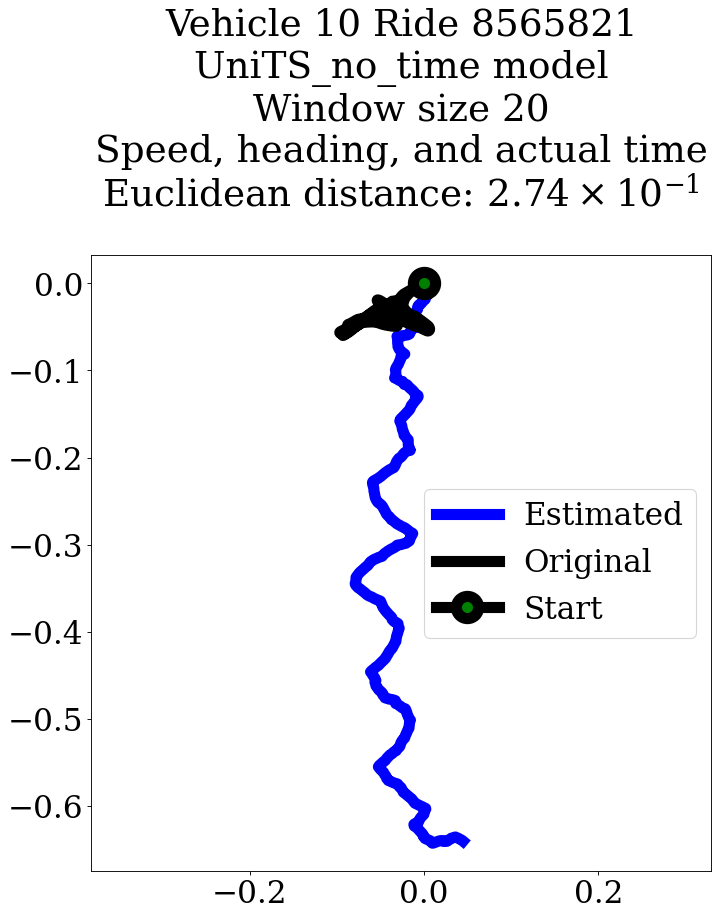 Vehicle 10 Ride 8565821
UniTS_no_time model
Window size 20
Speed, heading, and actual time
Euclidean distance: 2.74 × 10⁻¹
0.0
−0.1
−0.2
−0.3
−0.4
−0.5
−0.6
Estimated
Original
Start
−0.2 0.0 0.2